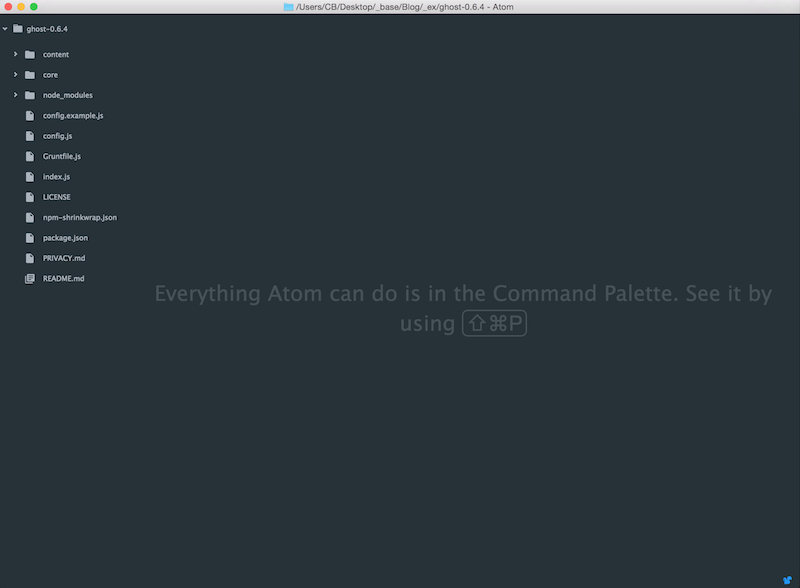 /Users/CB/Desktop/_base/Blog/_ex/ghost-0.6.4 - Atom
ghost-0.6.4
content
core
node_modules
config.example.js
config.js
Gruntfile.js
index.js
LICENSE
npm-shrinkwrap.json
package.json
PRIVACY.md
README.md
Everything Atom can do is in the Command Palette. See it by
using ⇧⌘P